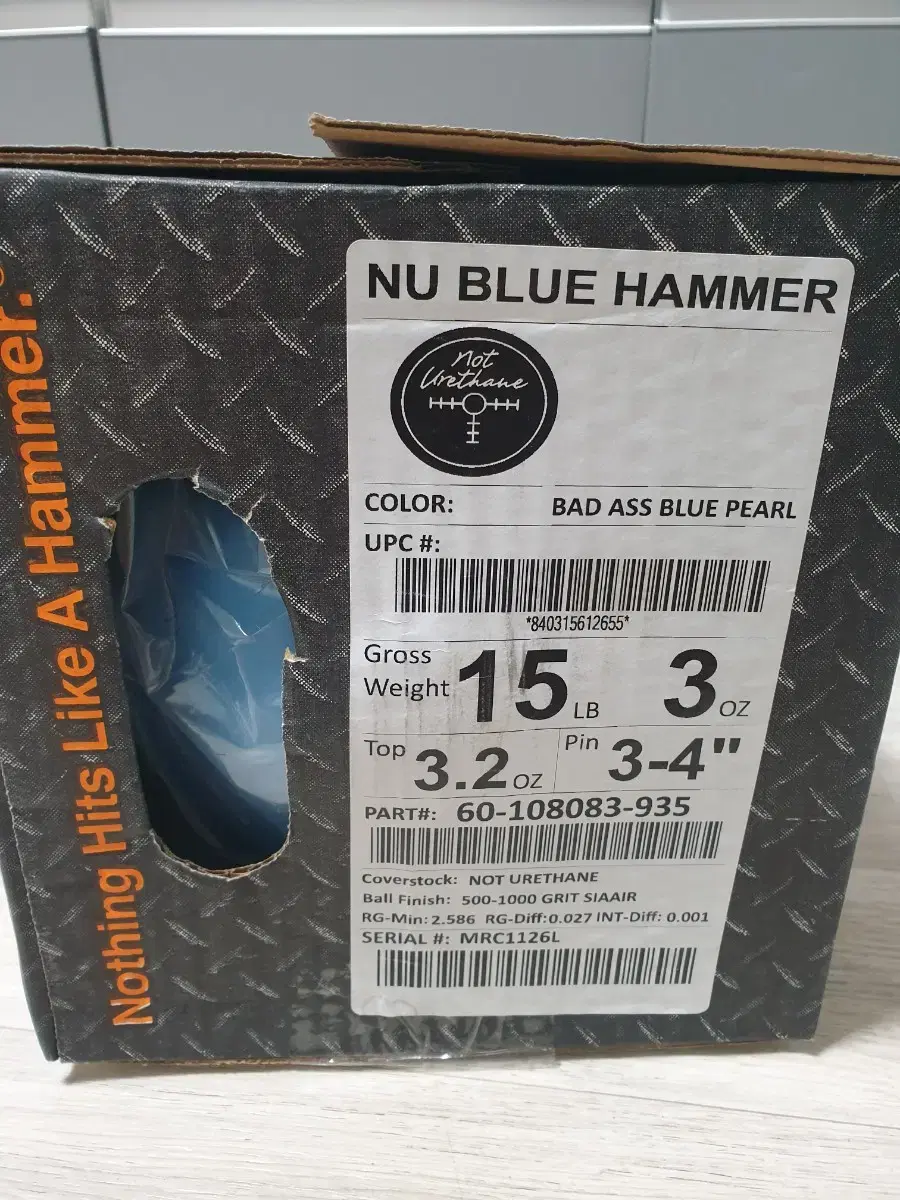 Nothing Hits Like A Hammer.®
NU BLUE HAMMER
Not
Urethane
COLOR: BAD ASS BLUE PEARL
UPC #:
*840315612655*
Gross
Weight 15 LB 3 OZ
Top 3.2 OZ Pin 3-4"
PART#: 60-108083-935
Coverstock: NOT URETHANE
Ball Finish: 500-1000 GRIT SIAAIR
RG-Min: 2.586 RG-Diff: 0.027 INT-Diff: 0.001
SERIAL #: MRC1126L